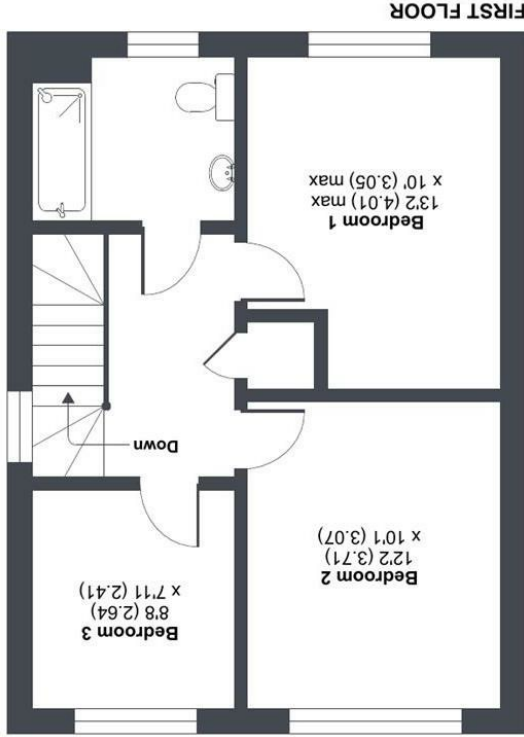 Bedroom 3
8'8 (2.64)
x 7'11 (2.41)
Bedroom 2
12'2 (3.71)
x 10'1 (3.07)
Down
Bedroom 1
13'2 (4.01) max
x 10' (3.05) max
FIRST FLOOR